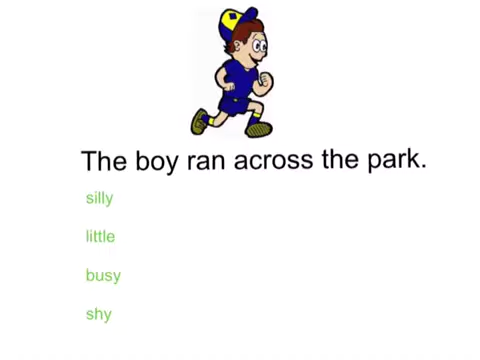 The boy ran across the park.
silly
little
busy
shy